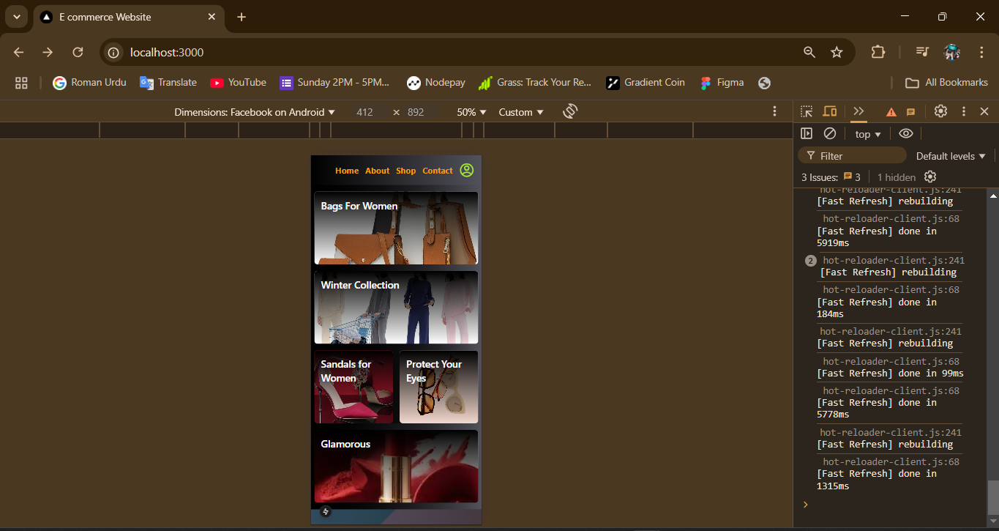 E commerce Website
localhost:3000
Roman Urdu
Translate
YouTube
Sunday 2PM - 5PM...
Nodepay
Grass: Track Your Re...
Gradient Coin
Figma
All Bookmarks
Dimensions: Facebook on Android
412 × 892
50%
Custom
top
Filter
Default levels
3 Issues: 3
1 hidden
hot-reloader-client.js:241
[Fast Refresh] rebuilding
hot-reloader-client.js:68
[Fast Refresh] done in
5919ms
2 hot-reloader-client.js:241
[Fast Refresh] rebuilding
hot-reloader-client.js:68
[Fast Refresh] done in
184ms
hot-reloader-client.js:241
[Fast Refresh] rebuilding
hot-reloader-client.js:68
[Fast Refresh] done in 99ms
hot-reloader-client.js:68
[Fast Refresh] done in
5778ms
hot-reloader-client.js:241
[Fast Refresh] rebuilding
hot-reloader-client.js:68
[Fast Refresh] done in
1315ms
Home About Shop Contact
Bags For Women
Winter Collection
Sandals for
Women
Protect Your
Eyes
Glamorous